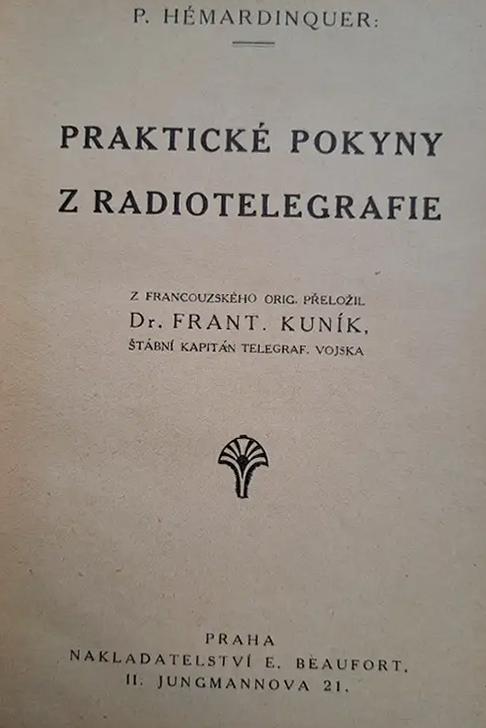 P. HÉMARDINQUER:
PRAKTICKÉ POKYNY
Z RADIOTELEGRAFIE
Z FRANCOUZSKÉHO ORIG. PŘELOŽIL
Dr. FRANT. KUNÍK,
ŠTÁBNÍ KAPITÁN TELEGRAF. VOJSKA
PRAHA
NAKLADATELSTVÍ E. BEAUFORT,
II. JUNGMANNOVA 21.